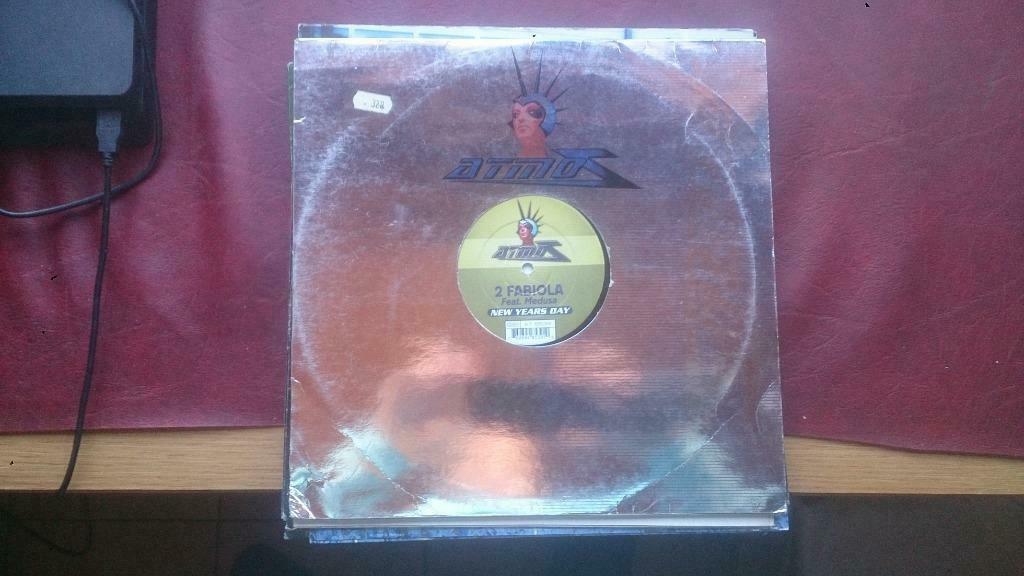 ATMOS
ATMOS
2 FABIOLA
Feat. Medusa
NEW YEARS DAY